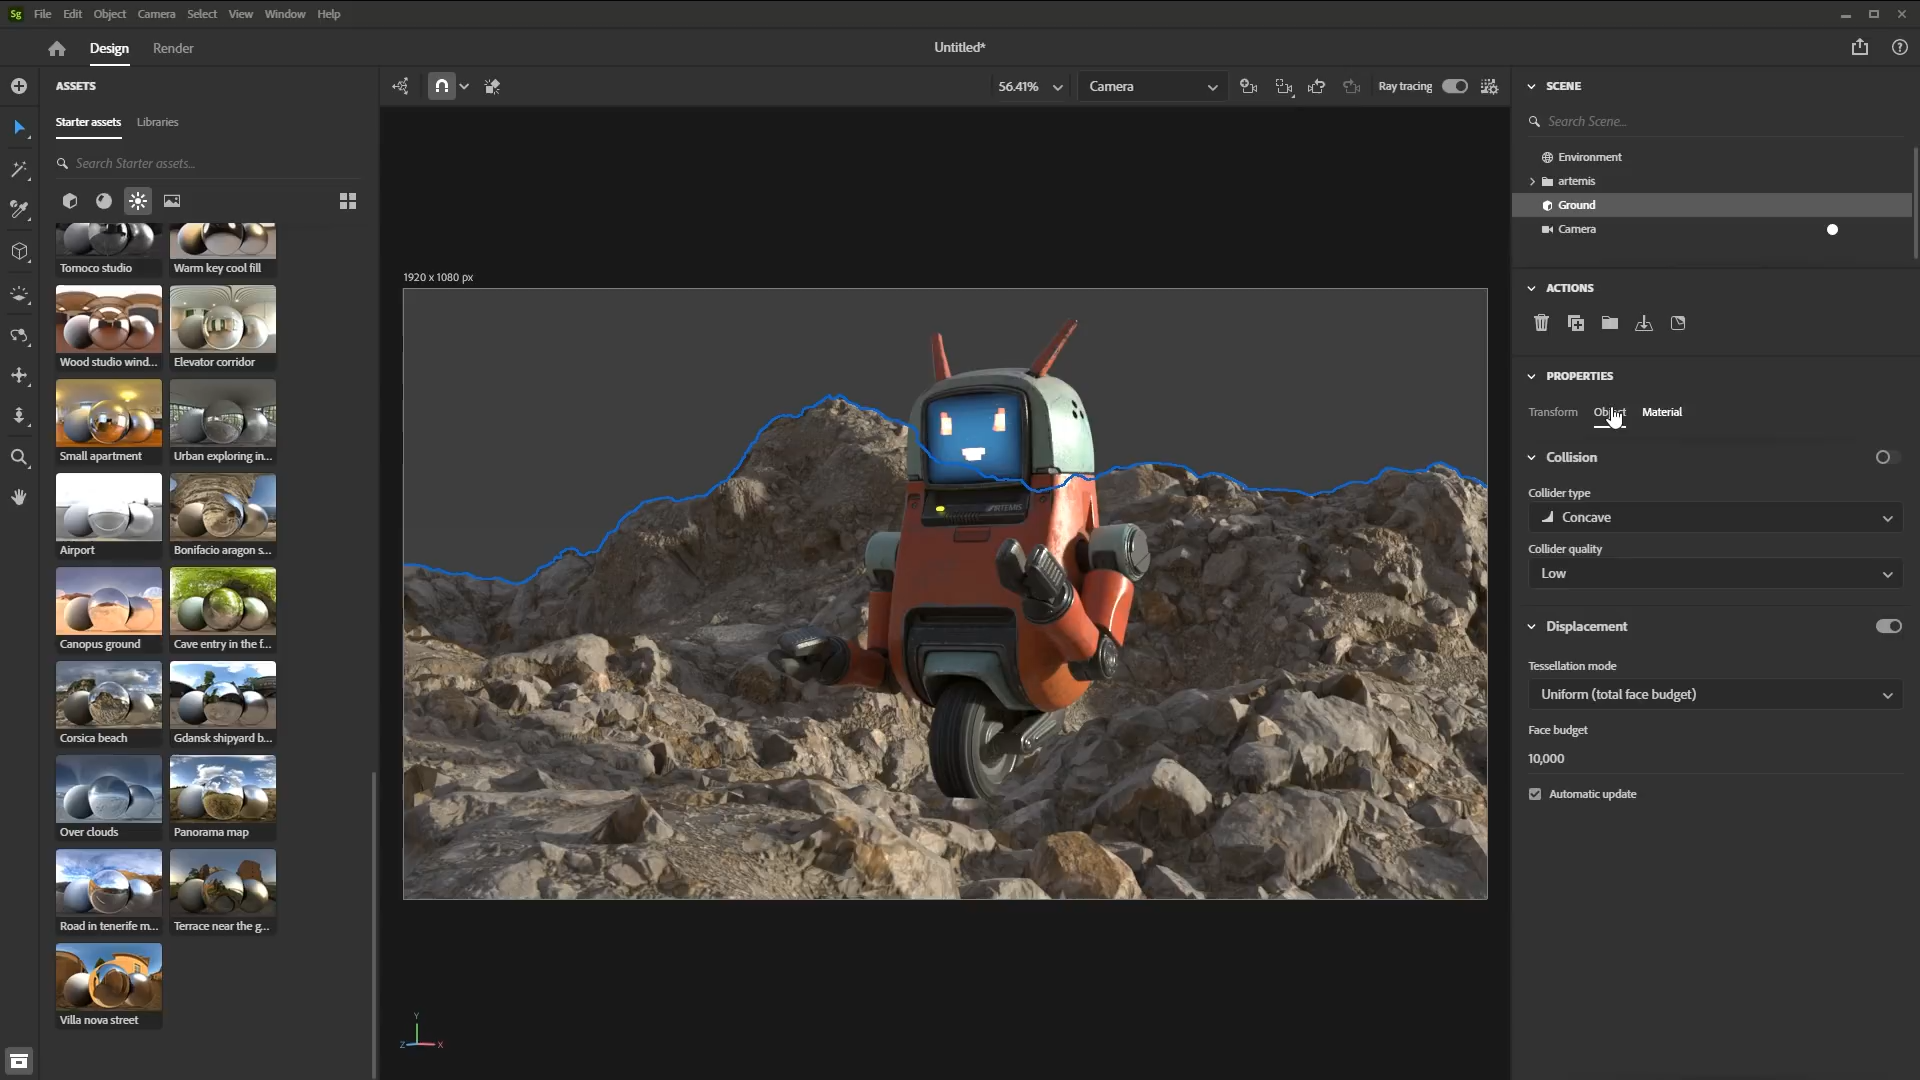 Sg File Edit Object Camera Select View Window Help
Design Render Untitled*
ASSETS
Starter assets Libraries
Search Starter assets...
Tomoco studio Warm key cool fill
Wood studio wind... Elevator corridor
Small apartment Urban exploring in...
Airport Bonifacio aragon s...
Canopus ground Cave entry in the f...
Corsica beach Gdansk shipyard b...
Over clouds Panorama map
Road in tenerife m... Terrace near the g...
Villa nova street
56.41% Camera Ray tracing
1920 x 1080 px
ARTEMIS
Y
Z X
SCENE
Search Scene...
Environment
artemis
Ground
Camera
ACTIONS
PROPERTIES
Transform Object Material
Collision
Collider type
Concave
Collider quality
Low
Displacement
Tessellation mode
Uniform (total face budget)
Face budget
10,000
Automatic update